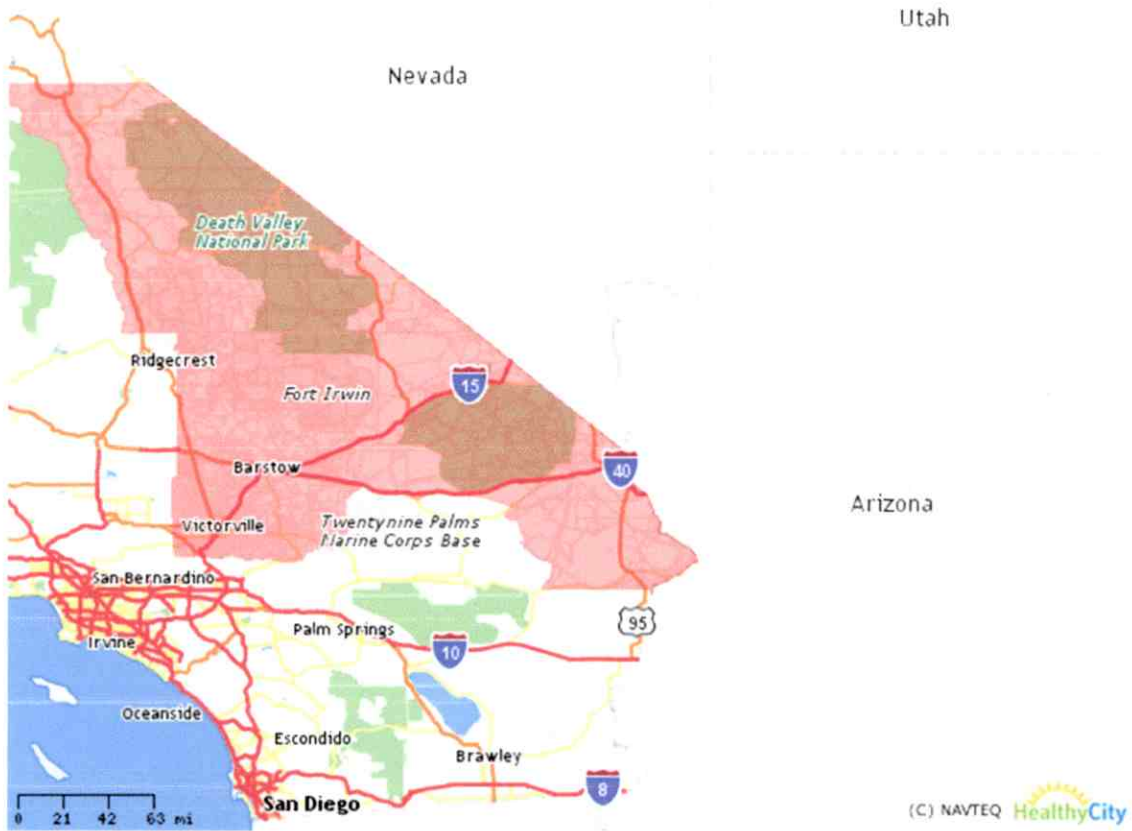 Utah
Nevada
Death Valley
National Park
Ridgecrest
15
Fort Irwin
Barstow
40
Arizona
Victorville
Twentynine Palms
Marine Corps Base
San Bernardino
95
Palm Springs
Irvine
10
Oceanside
Escondido
Brawley
8
San Diego
0 21 42 63 mi
(C) NAVTEQ HealthyCity